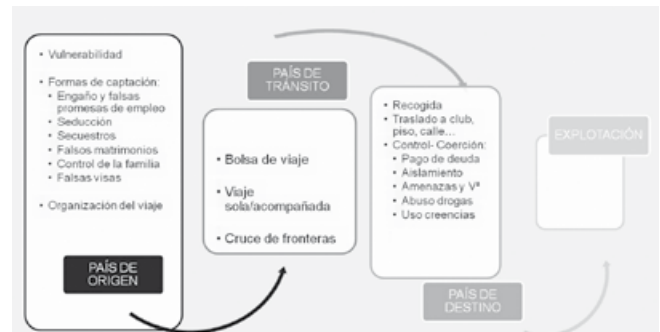 • Vulnerabilidad
• Formas de captación:
• Engaño y falsas
promesas de empleo
• Seducción
• Secuestros
• Falsos matrimonios
• Control de la familia
• Falsas visas
• Organización del viaje
PAÍS DE
ORIGEN
PAÍS DE
TRÁNSITO
• Bolsa de viaje
• Viaje
sola/acompañada
• Cruce de fronteras
• Recogida
• Traslado a club,
piso, calle...
• Control- Coerción:
• Pago de deuda
• Aislamiento
• Amenazas y Vª
• Abuso drogas
• Uso creencias
PAÍS DE
DESTINO
EXPLOTACIÓN